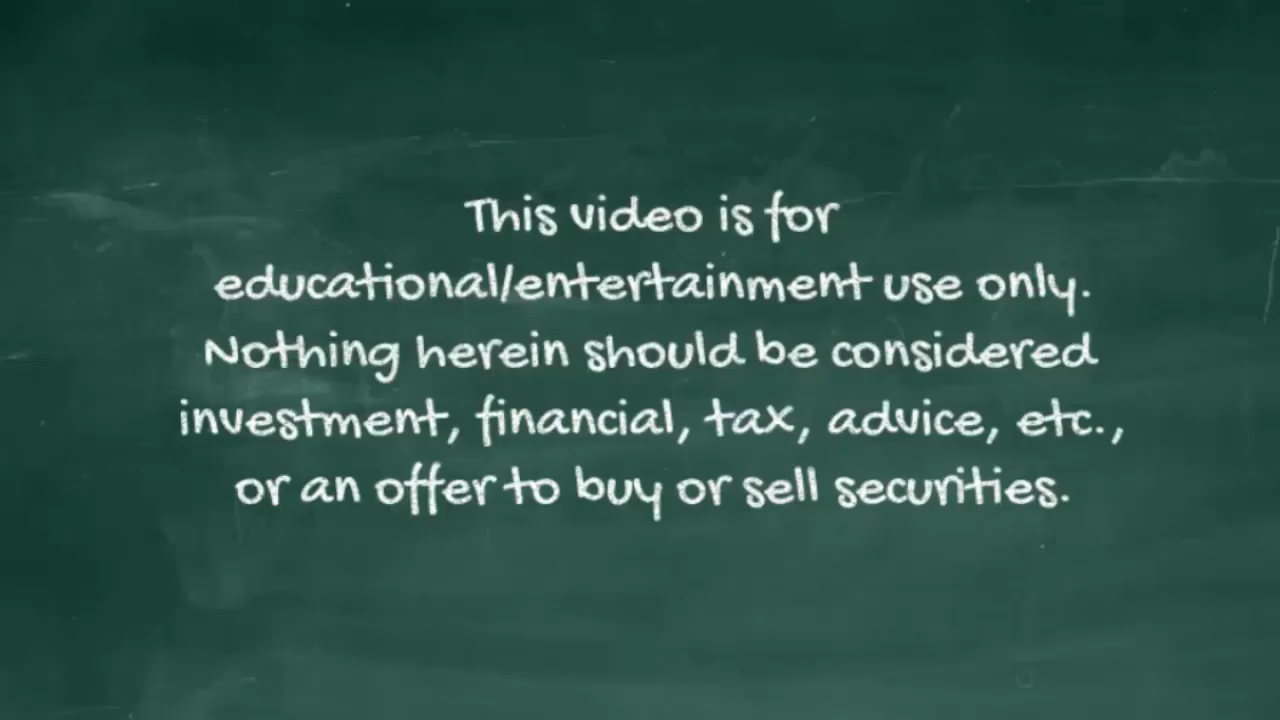 This video is for
educational/entertainment use only.
Nothing herein should be considered
investment, financial, tax, advice, etc.,
or an offer to buy or sell securities.